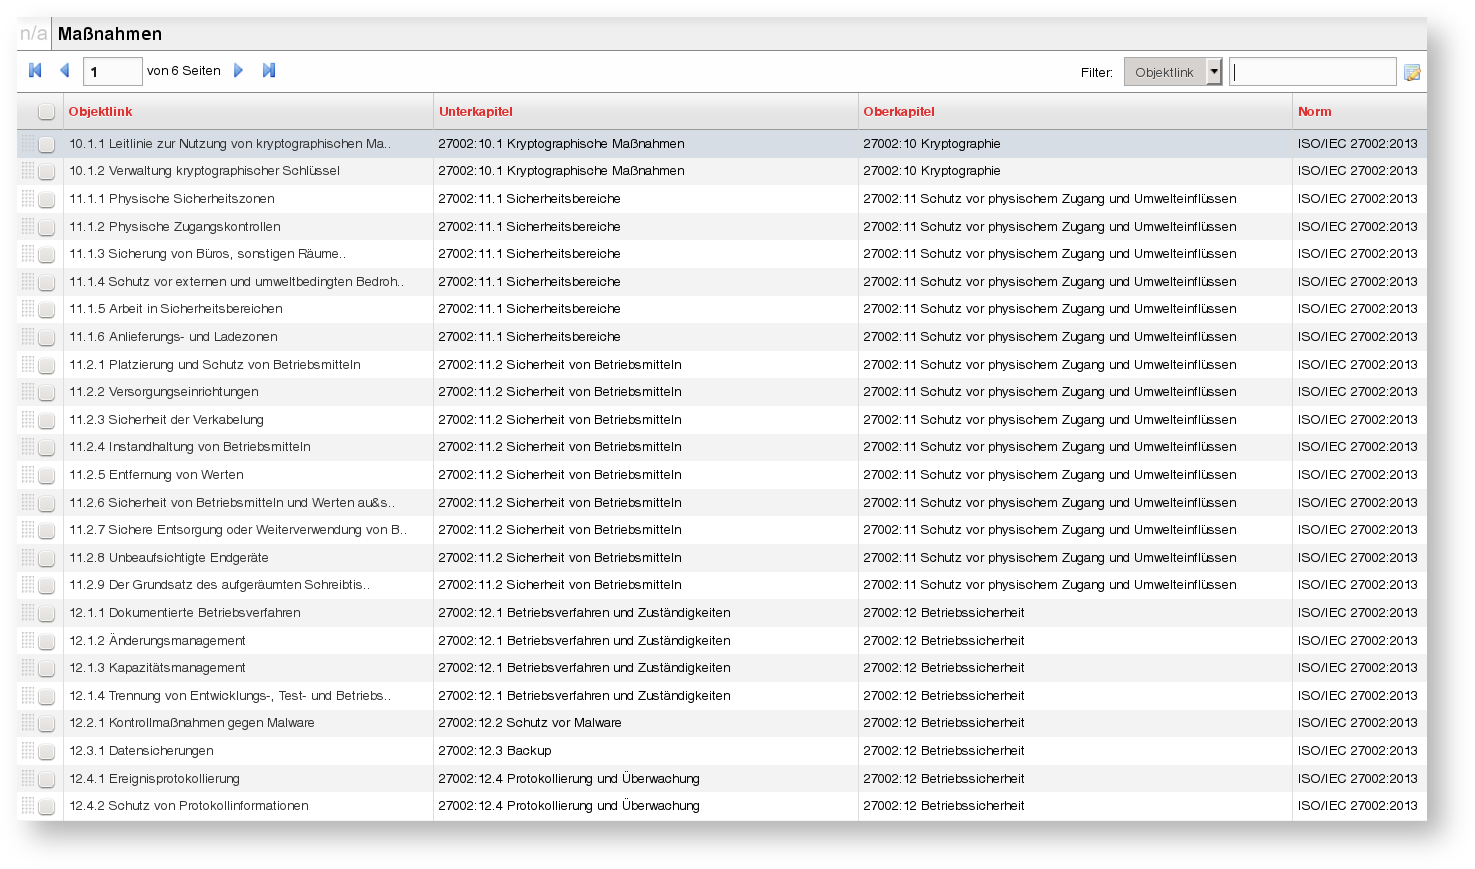 n/a Maßnahmen
1 von 6 Seiten Filter: Objektlink
Objektlink Unterkapitel Oberkapitel Norm
10.1.1 Leitlinie zur Nutzung von kryptographischen Ma.. 27002:10.1 Kryptographische Maßnahmen 27002:10 Kryptographie ISO/IEC 27002:2013
10.1.2 Verwaltung kryptographischer Schlüssel 27002:10.1 Kryptographische Maßnahmen 27002:10 Kryptographie ISO/IEC 27002:2013
11.1.1 Physische Sicherheitszonen 27002:11.1 Sicherheitsbereiche 27002:11 Schutz vor physischem Zugang und Umwelteinflüssen ISO/IEC 27002:2013
11.1.2 Physische Zugangskontrollen 27002:11.1 Sicherheitsbereiche 27002:11 Schutz vor physischem Zugang und Umwelteinflüssen ISO/IEC 27002:2013
11.1.3 Sicherung von Büros, sonstigen Räume.. 27002:11.1 Sicherheitsbereiche 27002:11 Schutz vor physischem Zugang und Umwelteinflüssen ISO/IEC 27002:2013
11.1.4 Schutz vor externen und umweltbedingten Bedroh.. 27002:11.1 Sicherheitsbereiche 27002:11 Schutz vor physischem Zugang und Umwelteinflüssen ISO/IEC 27002:2013
11.1.5 Arbeit in Sicherheitsbereichen 27002:11.1 Sicherheitsbereiche 27002:11 Schutz vor physischem Zugang und Umwelteinflüssen ISO/IEC 27002:2013
11.1.6 Anlieferungs- und Ladezonen 27002:11.1 Sicherheitsbereiche 27002:11 Schutz vor physischem Zugang und Umwelteinflüssen ISO/IEC 27002:2013
11.2.1 Platzierung und Schutz von Betriebsmitteln 27002:11.2 Sicherheit von Betriebsmitteln 27002:11 Schutz vor physischem Zugang und Umwelteinflüssen ISO/IEC 27002:2013
11.2.2 Versorgungseinrichtungen 27002:11.2 Sicherheit von Betriebsmitteln 27002:11 Schutz vor physischem Zugang und Umwelteinflüssen ISO/IEC 27002:2013
11.2.3 Sicherheit der Verkabelung 27002:11.2 Sicherheit von Betriebsmitteln 27002:11 Schutz vor physischem Zugang und Umwelteinflüssen ISO/IEC 27002:2013
11.2.4 Instandhaltung von Betriebsmitteln 27002:11.2 Sicherheit von Betriebsmitteln 27002:11 Schutz vor physischem Zugang und Umwelteinflüssen ISO/IEC 27002:2013
11.2.5 Entfernung von Werten 27002:11.2 Sicherheit von Betriebsmitteln 27002:11 Schutz vor physischem Zugang und Umwelteinflüssen ISO/IEC 27002:2013
11.2.6 Sicherheit von Betriebsmitteln und Werten au&s.. 27002:11.2 Sicherheit von Betriebsmitteln 27002:11 Schutz vor physischem Zugang und Umwelteinflüssen ISO/IEC 27002:2013
11.2.7 Sichere Entsorgung oder Weiterverwendung von B.. 27002:11.2 Sicherheit von Betriebsmitteln 27002:11 Schutz vor physischem Zugang und Umwelteinflüssen ISO/IEC 27002:2013
11.2.8 Unbeaufsichtigte Endgeräte 27002:11.2 Sicherheit von Betriebsmitteln 27002:11 Schutz vor physischem Zugang und Umwelteinflüssen ISO/IEC 27002:2013
11.2.9 Der Grundsatz des aufgeräumten Schreibtis.. 27002:11.2 Sicherheit von Betriebsmitteln 27002:11 Schutz vor physischem Zugang und Umwelteinflüssen ISO/IEC 27002:2013
12.1.1 Dokumentierte Betriebsverfahren 27002:12.1 Betriebsverfahren und Zuständigkeiten 27002:12 Betriebssicherheit ISO/IEC 27002:2013
12.1.2 Änderungsmanagement 27002:12.1 Betriebsverfahren und Zuständigkeiten 27002:12 Betriebssicherheit ISO/IEC 27002:2013
12.1.3 Kapazitätsmanagement 27002:12.1 Betriebsverfahren und Zuständigkeiten 27002:12 Betriebssicherheit ISO/IEC 27002:2013
12.1.4 Trennung von Entwicklungs-, Test- und Betriebs.. 27002:12.1 Betriebsverfahren und Zuständigkeiten 27002:12 Betriebssicherheit ISO/IEC 27002:2013
12.2.1 Kontrollmaßnahmen gegen Malware 27002:12.2 Schutz vor Malware 27002:12 Betriebssicherheit ISO/IEC 27002:2013
12.3.1 Datensicherungen 27002:12.3 Backup 27002:12 Betriebssicherheit ISO/IEC 27002:2013
12.4.1 Ereignisprotokollierung 27002:12.4 Protokollierung und Überwachung 27002:12 Betriebssicherheit ISO/IEC 27002:2013
12.4.2 Schutz von Protokollinformationen 27002:12.4 Protokollierung und Überwachung 27002:12 Betriebssicherheit ISO/IEC 27002:2013